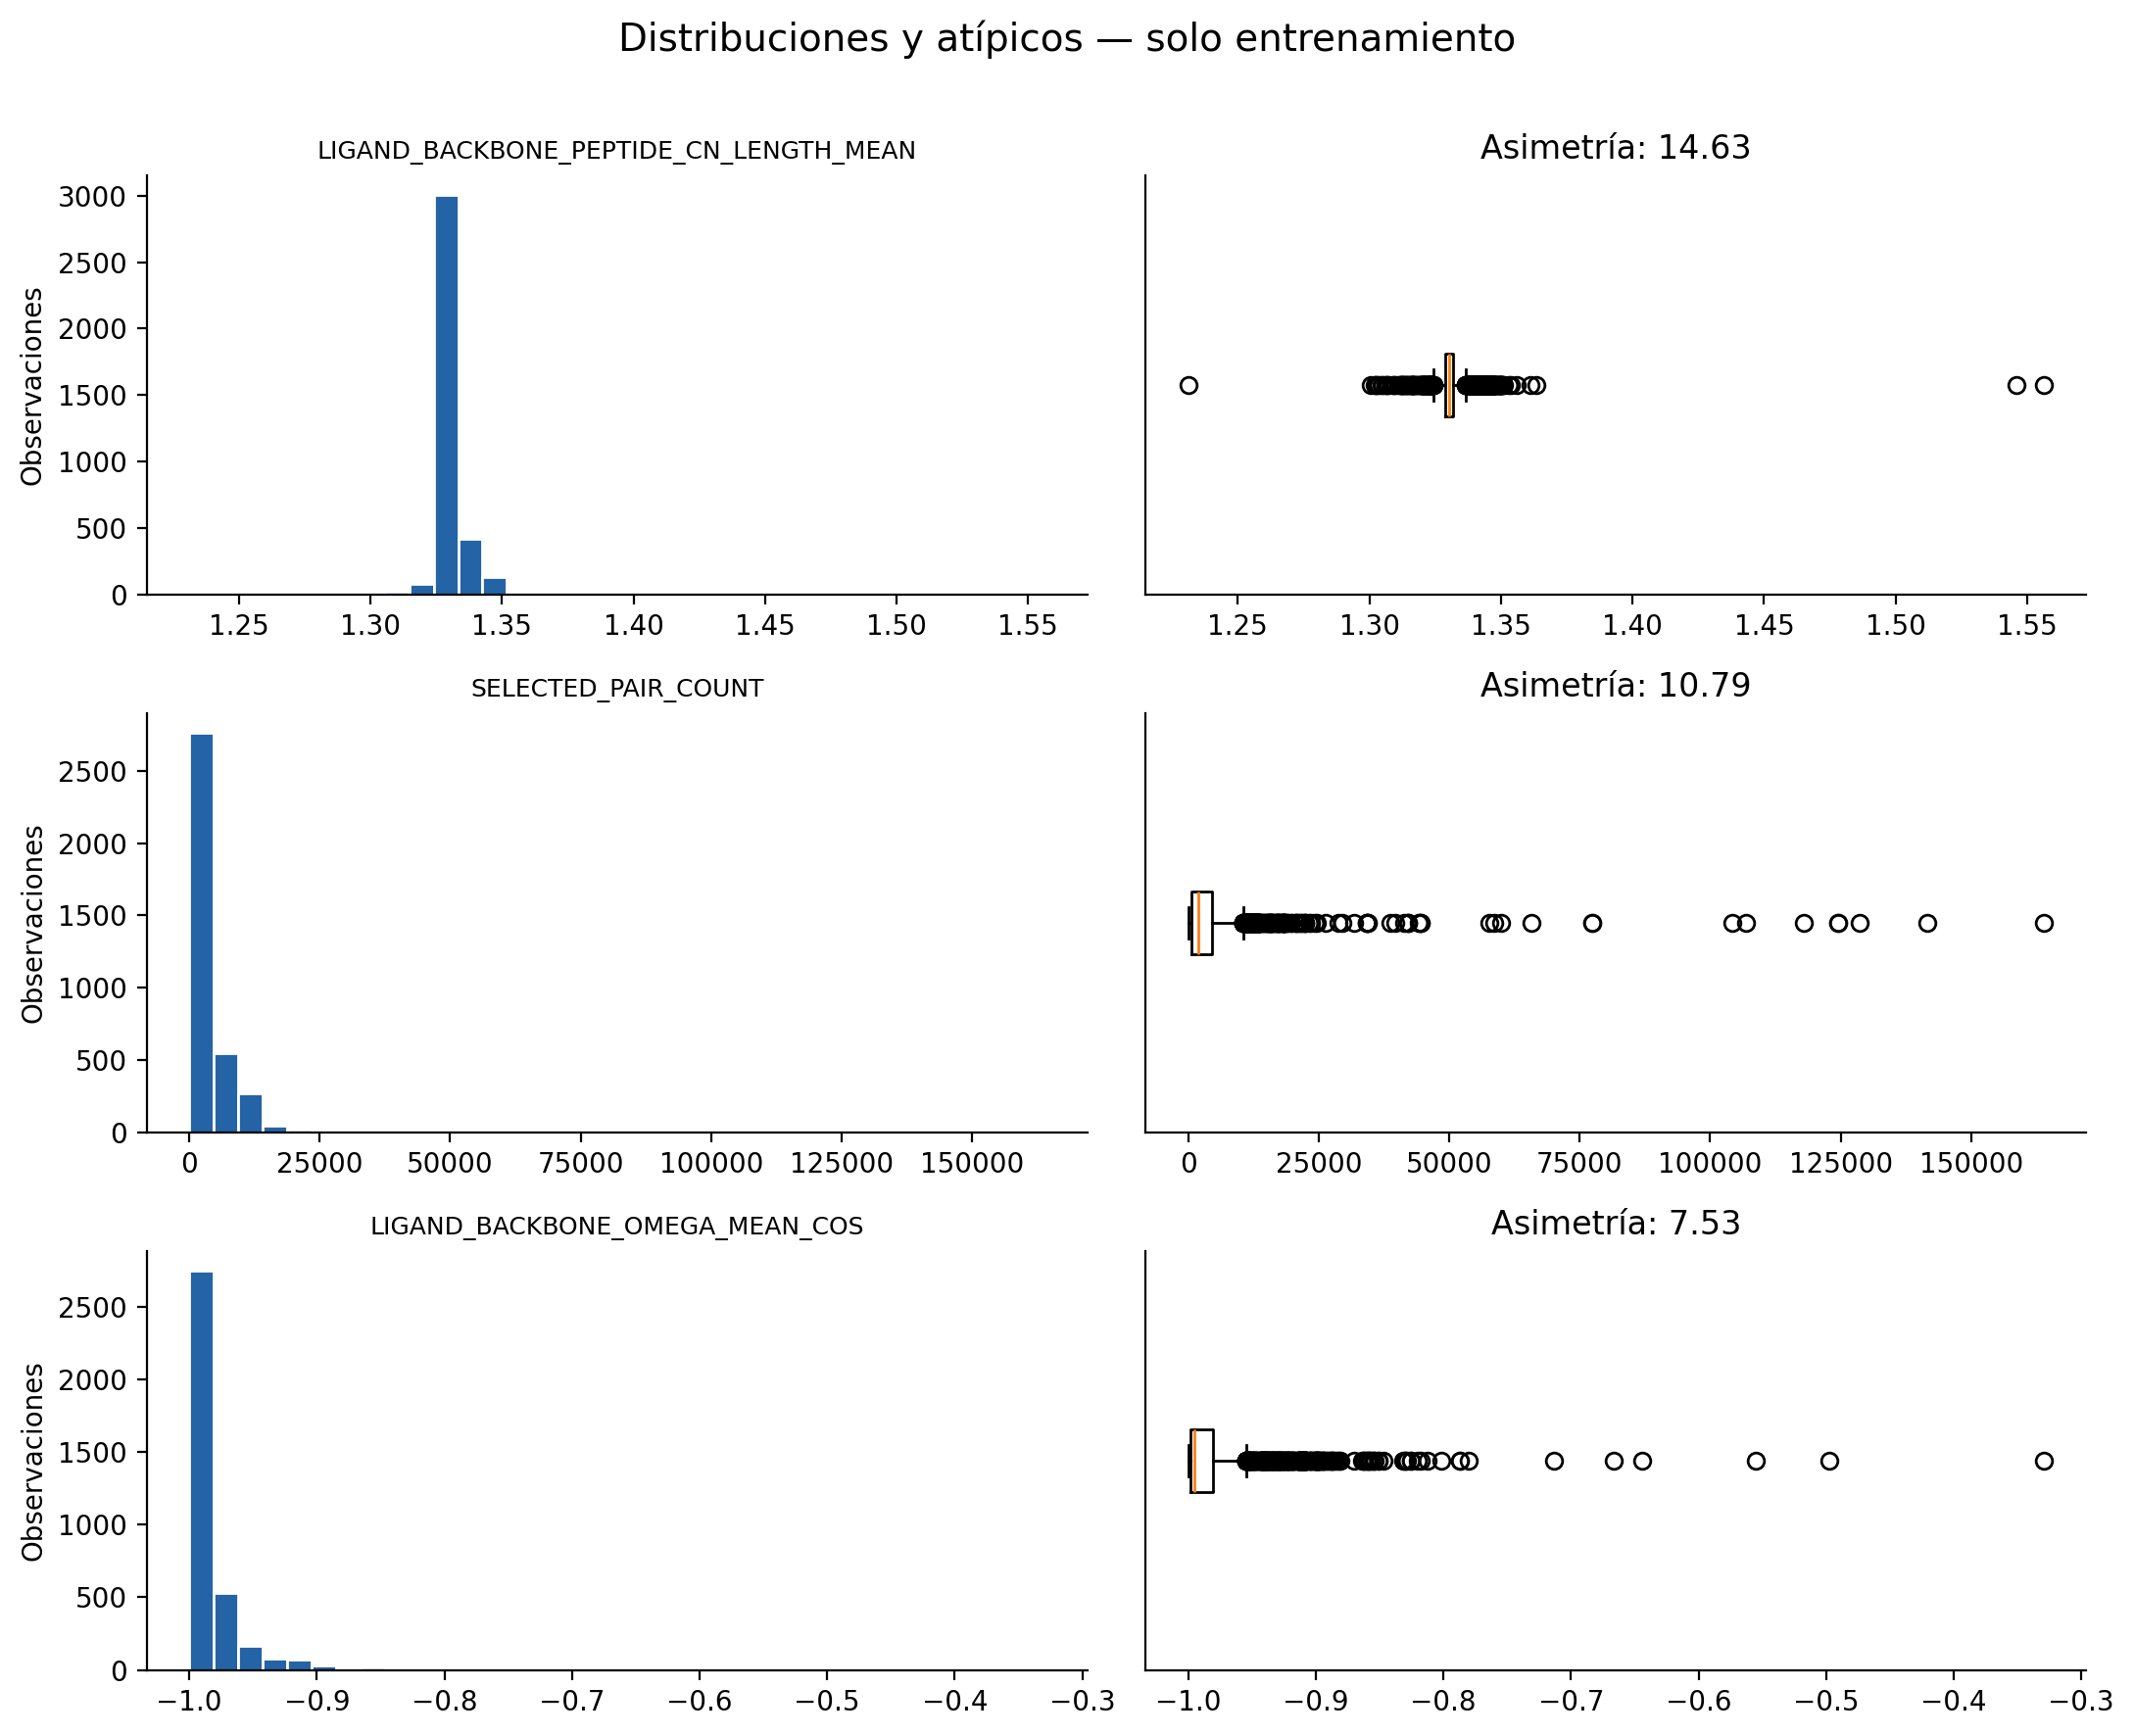 Distribuciones y atípicos — solo entrenamiento
LIGAND_BACKBONE_PEPTIDE_CN_LENGTH_MEAN
Asimetría: 14.63
Observaciones
3000
2500
2000
1500
1000
500
0
1.25 1.30 1.35 1.40 1.45 1.50 1.55
1.25 1.30 1.35 1.40 1.45 1.50 1.55
SELECTED_PAIR_COUNT
Asimetría: 10.79
Observaciones
2500
2000
1500
1000
500
0
0 25000 50000 75000 100000 125000 150000
0 25000 50000 75000 100000 125000 150000
LIGAND_BACKBONE_OMEGA_MEAN_COS
Asimetría: 7.53
Observaciones
2500
2000
1500
1000
500
0
−1.0 −0.9 −0.8 −0.7 −0.6 −0.5 −0.4 −0.3
−1.0 −0.9 −0.8 −0.7 −0.6 −0.5 −0.4 −0.3